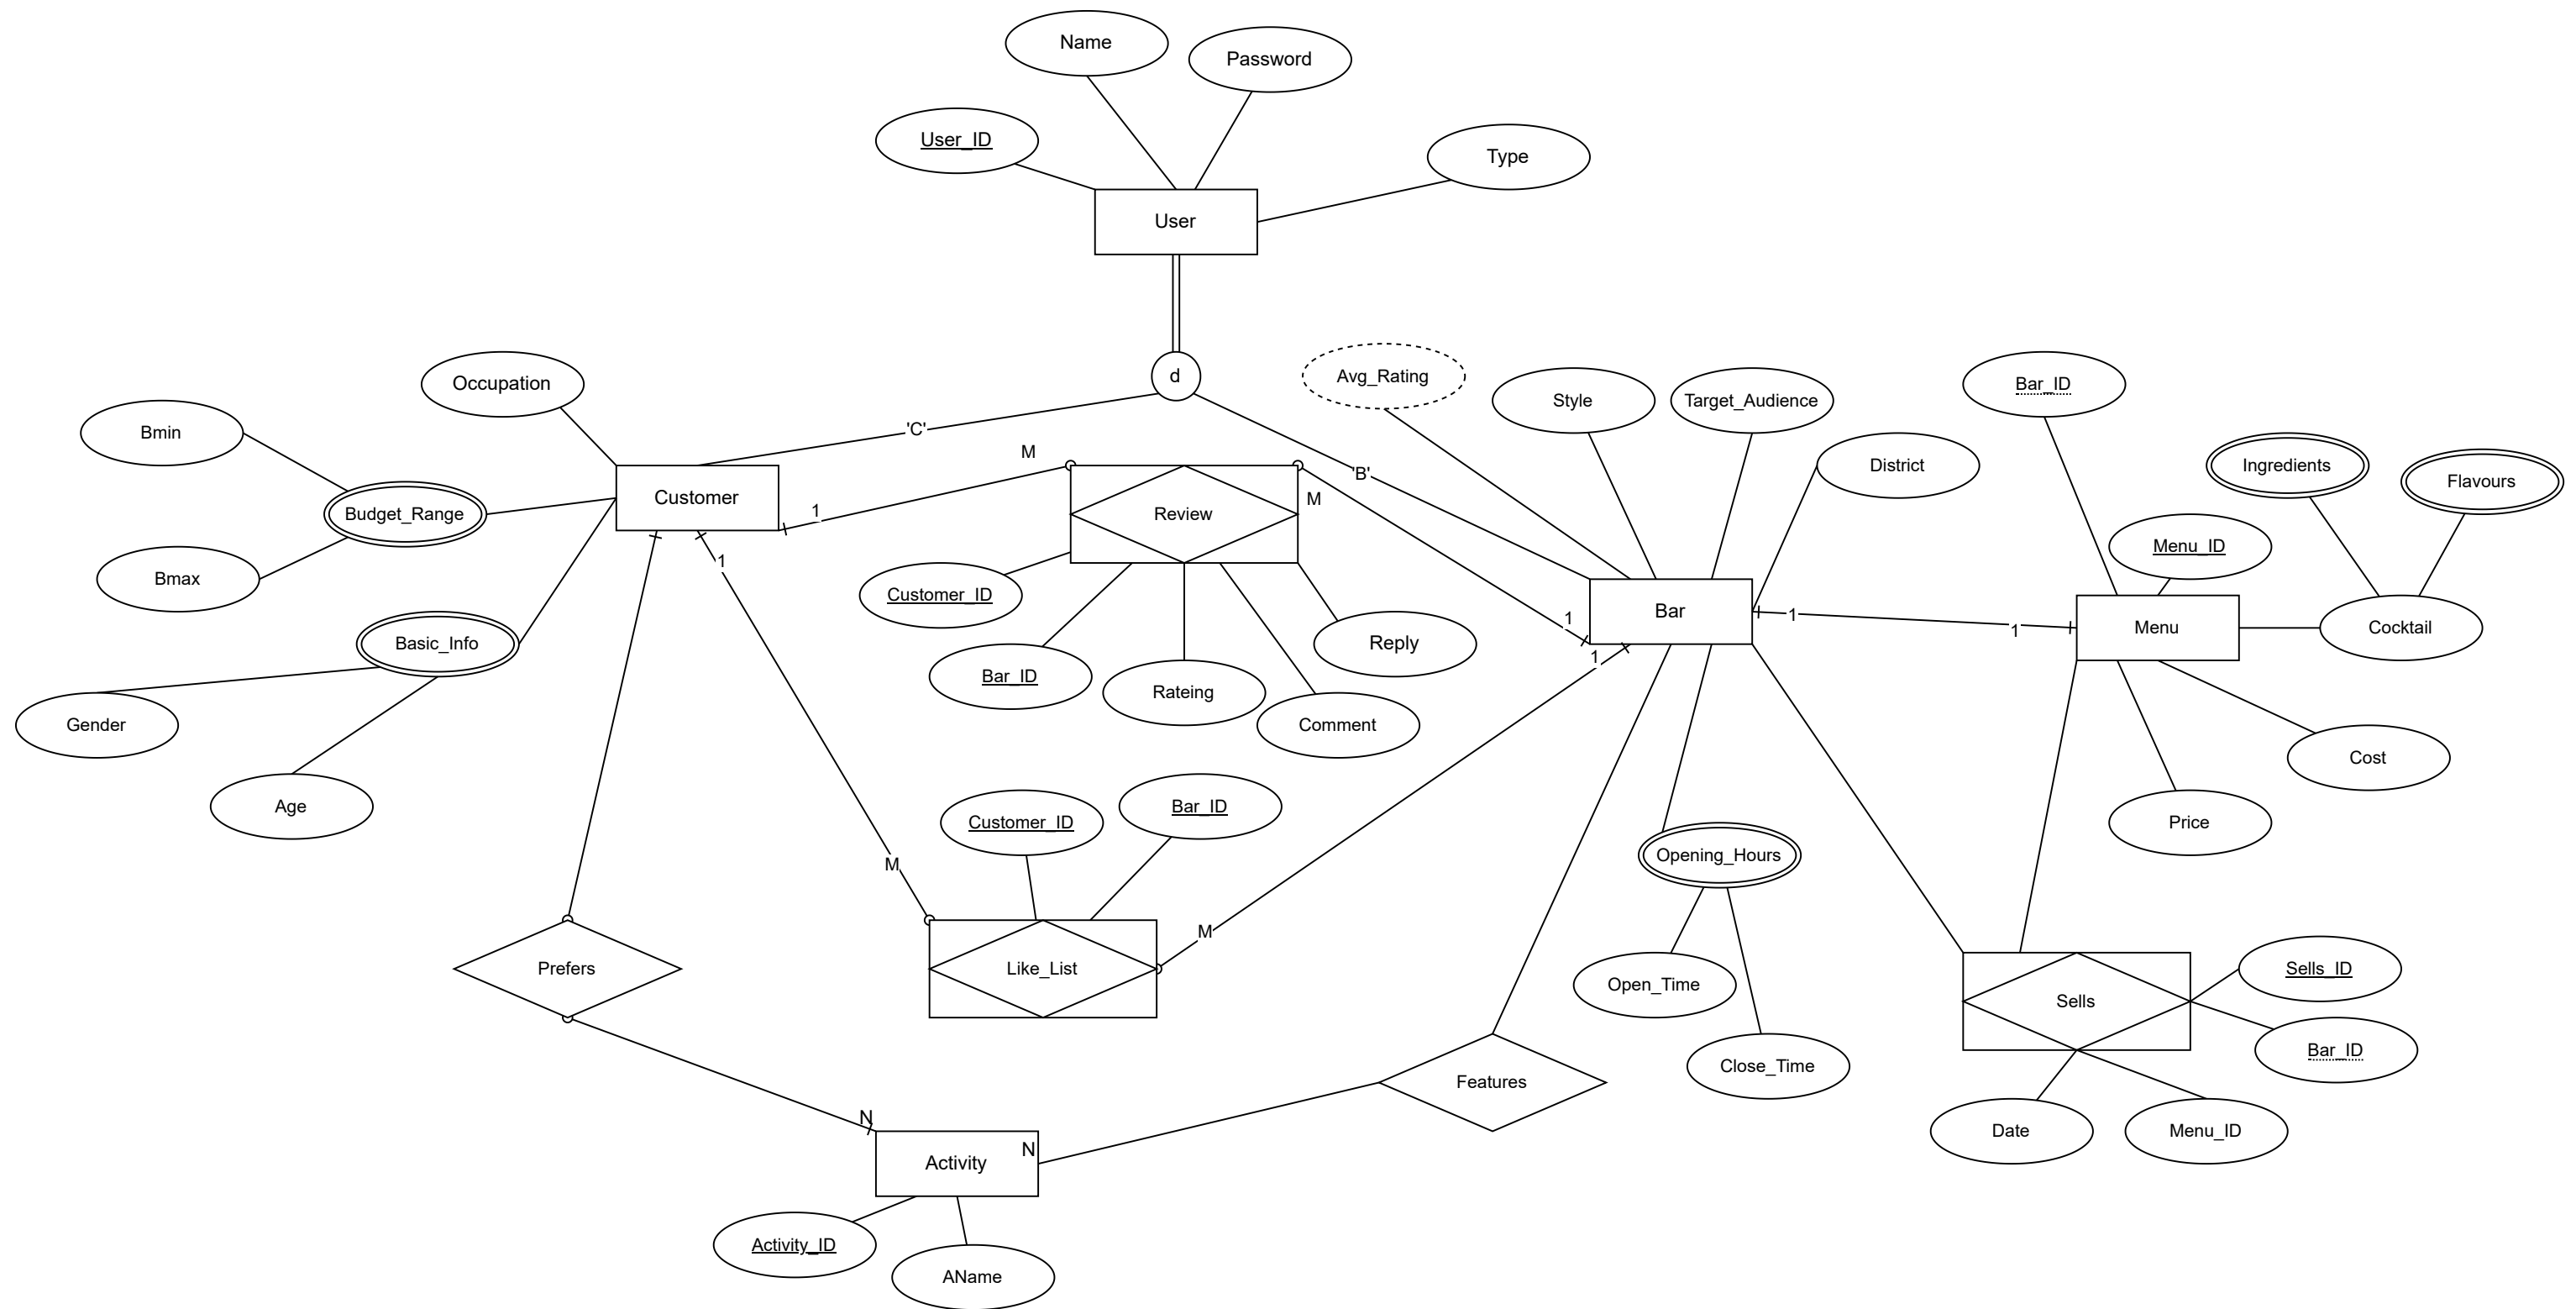 Name
Password
User_ID
Type
User
d
Avg_Rating
Occupation
Bar_ID
Style
Target_Audience
Bmin
'C'
M
'B'
District
Ingredients
Flavours
Customer
Budget_Range
1
Review
M
Menu_ID
1
Bmax
Customer_ID
1
Bar
1
1
Menu
Cocktail
Basic_Info
Reply
1
Bar_ID
Rateing
Gender
Comment
Cost
Age
Customer_ID
Bar_ID
Price
M
Opening_Hours
M
Prefers
Like_List
Open_Time
Sells_ID
Sells
Bar_ID
Close_Time
Features
N
N
Activity
Date
Menu_ID
Activity_ID
AName